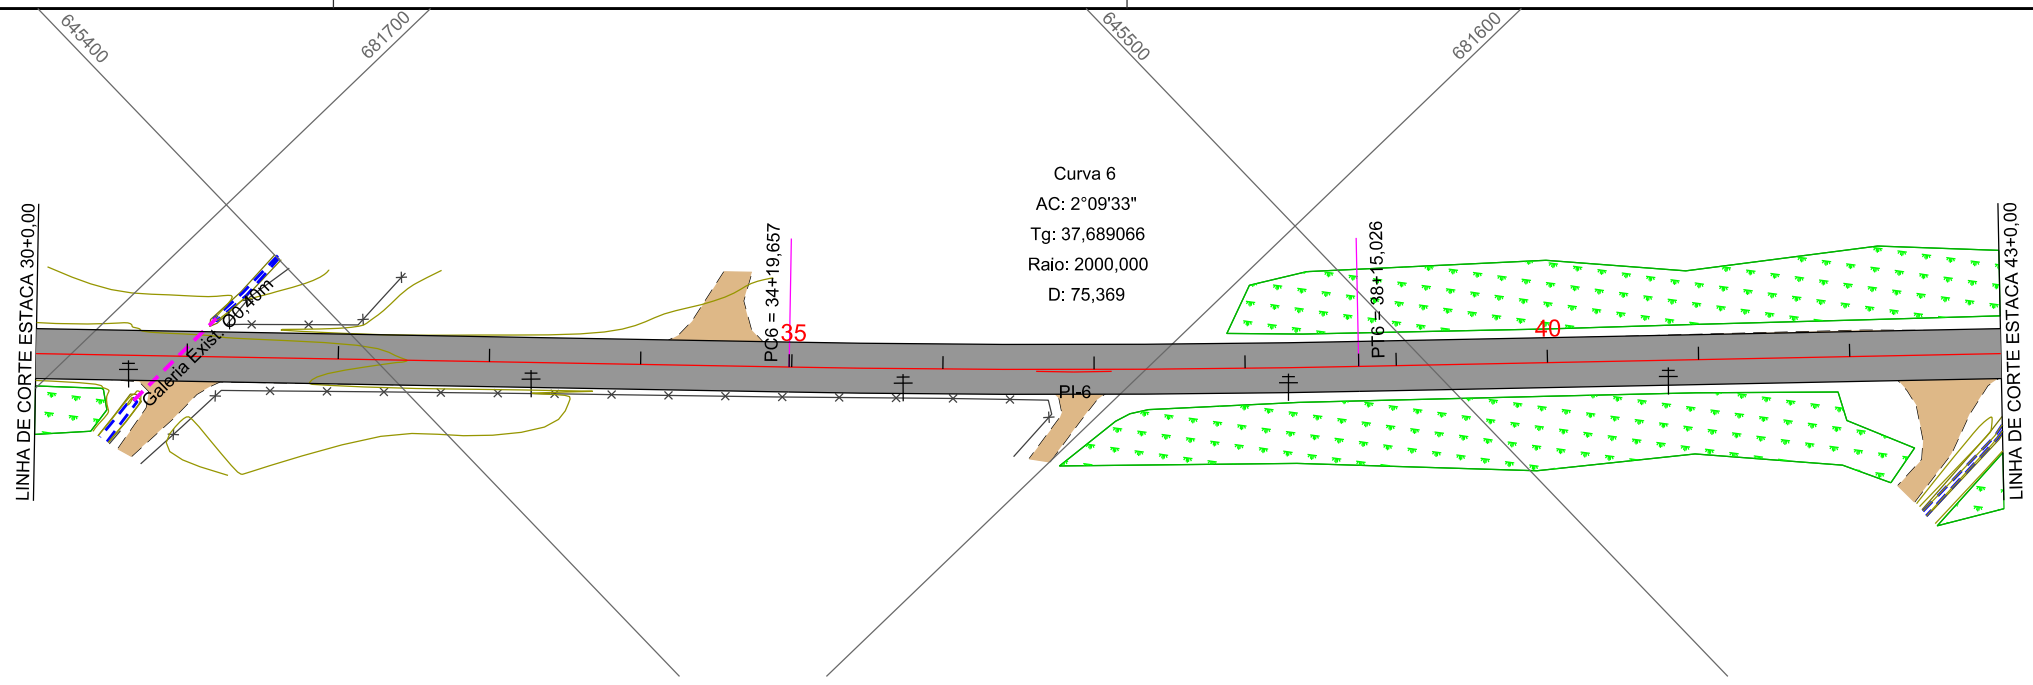 645400
681700
645500
681600
Curva 6
AC: 2°09'33"
Tg: 37,689066
Raio: 2000,000
D: 75,369
LINHA DE CORTE ESTACA 30+0,00
Galeria Exist. Ø0,40m
PC6 = 34+19,657
35
PI-6
PT6 = 38+15,026
40
LINHA DE CORTE ESTACA 43+0,00